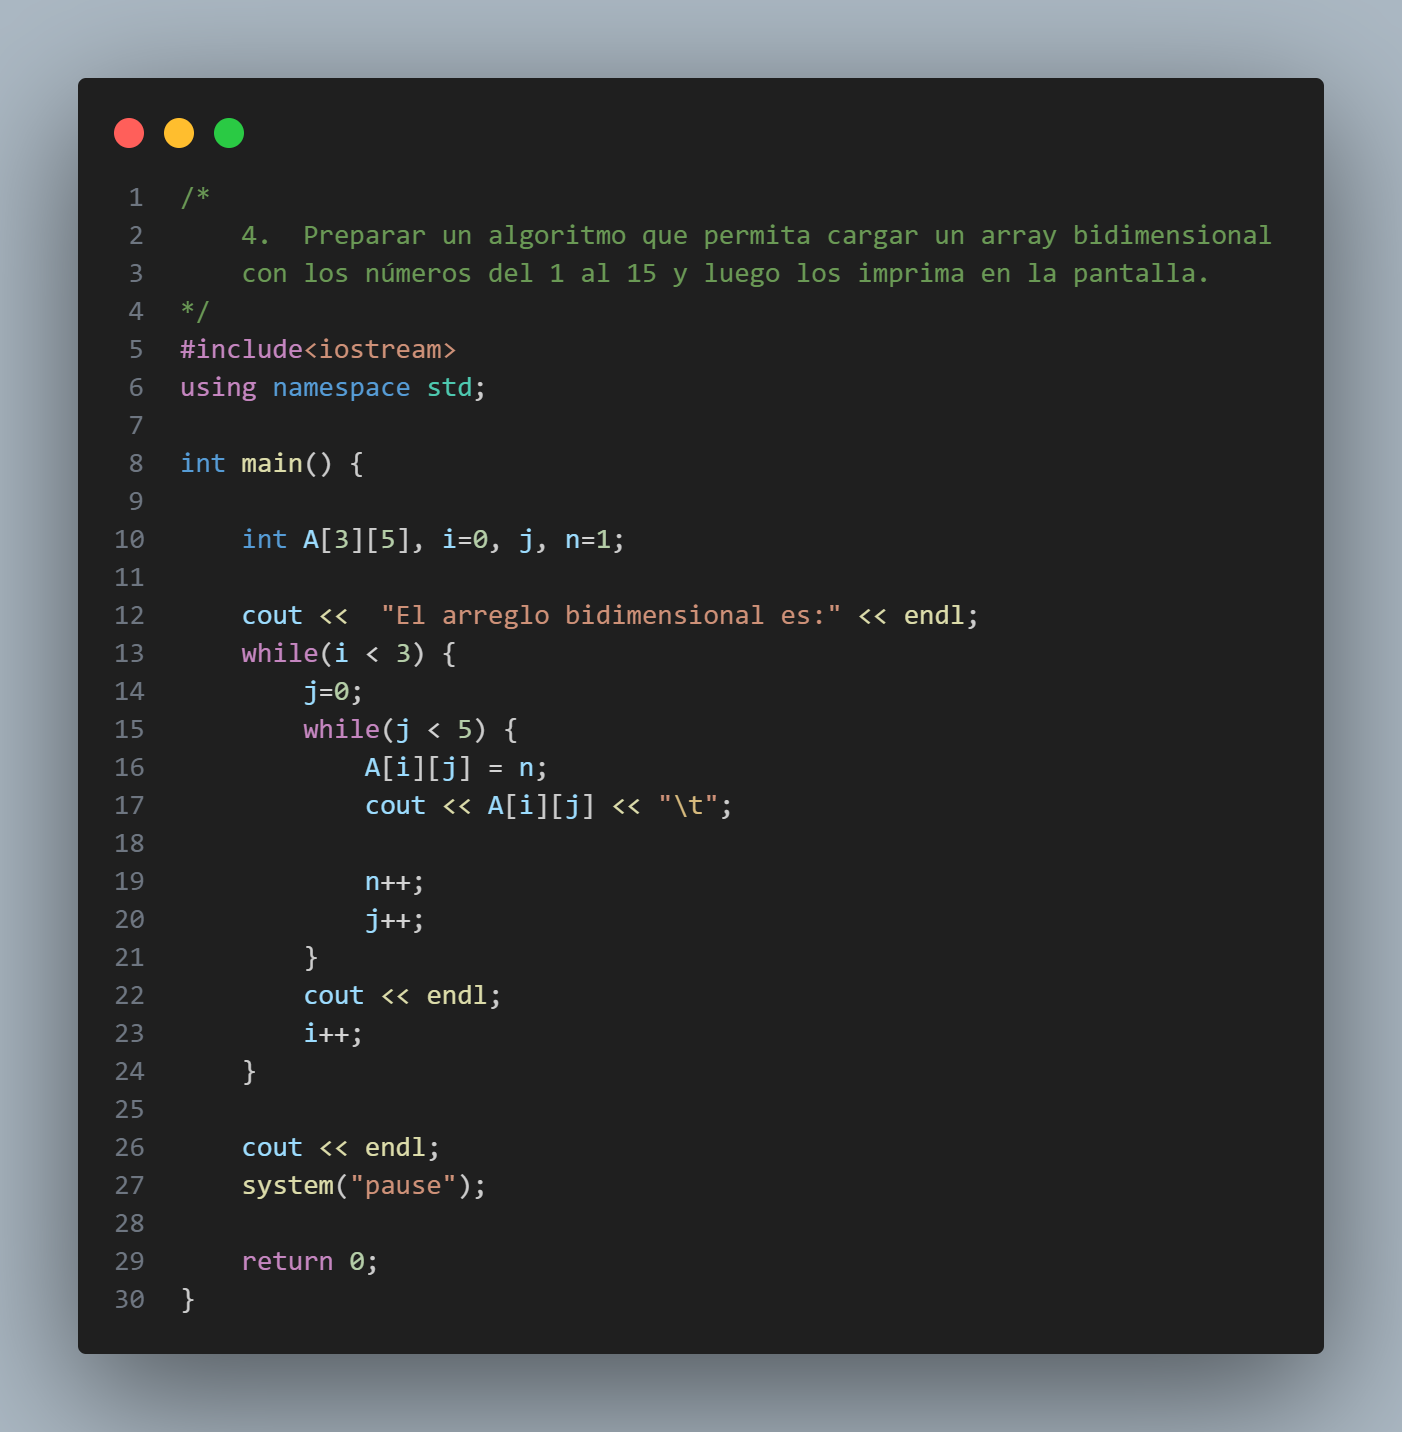 1 /*
2     4.  Preparar un algoritmo que permita cargar un array bidimensional
3     con los números del 1 al 15 y luego los imprima en la pantalla.
4 */
5 #include<iostream>
6 using namespace std;
7
8 int main() {
9
10     int A[3][5], i=0, j, n=1;
11
12     cout <<  "El arreglo bidimensional es:" << endl;
13     while(i < 3) {
14         j=0;
15         while(j < 5) {
16             A[i][j] = n;
17             cout << A[i][j] << "\t";
18
19             n++;
20             j++;
21         }
22         cout << endl;
23         i++;
24     }
25
26     cout << endl;
27     system("pause");
28
29     return 0;
30 }